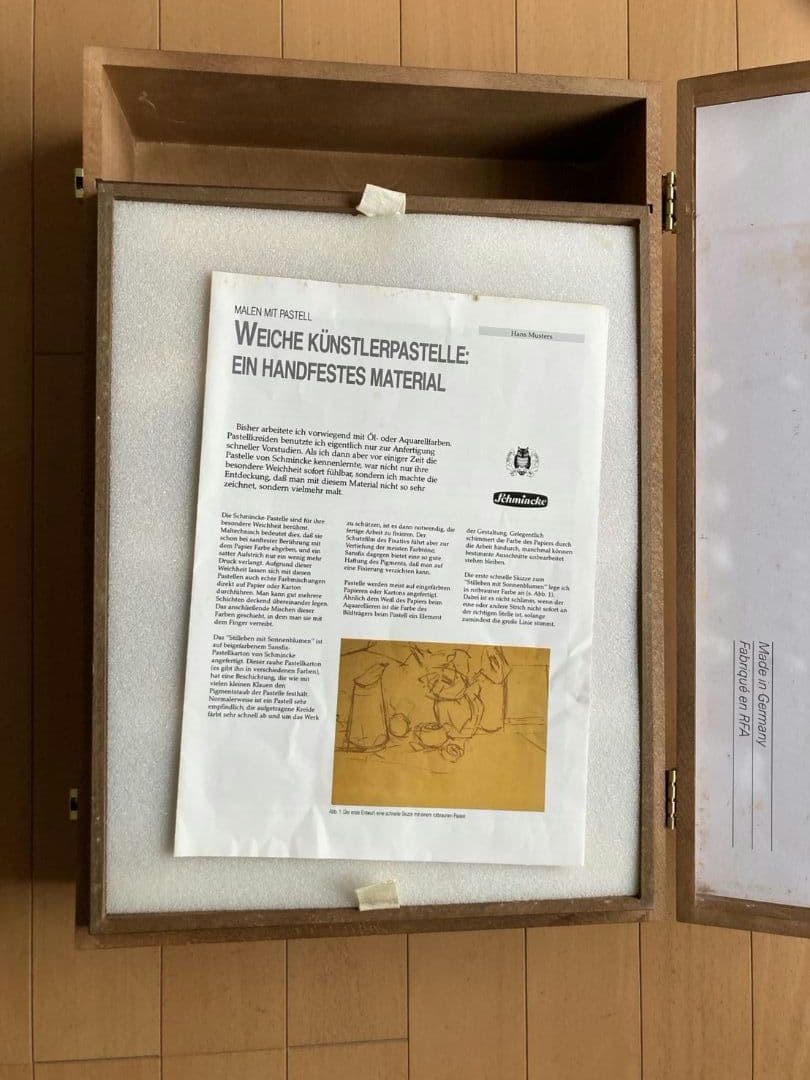 MALEN MIT PASTELL
WEICHE KÜNSTLERPASTELLE:
EIN HANDFESTES MATERIAL
Hans Musters
Bisher arbeitete ich vorwiegend mit Öl- oder Aquarellfarben.
Pastellkreiden benutzte ich eigentlich nur zur Anfertigung
schneller Vorstudien. Als ich dann aber vor einiger Zeit die
Pastelle von Schmincke kennenlernte, war nicht nur ihre
besondere Weichheit sofort fühlbar, sondern ich machte die
Entdeckung, daß man mit diesem Material nicht so sehr
zeichnet, sondern vielmehr malt.
Schmincke
Die Schmincke-Pastelle sind für ihre
besondere Weichheit berühmt.
Maltechnisch bedeutet dies, daß sie
schon bei sanftester Berührung mit
dem Papier Farbe abgeben, und ein
satter Aufstrich nur ein wenig mehr
Druck verlangt. Aufgrund dieser
Weichheit lassen sich mit diesen
Pastellen auch echte Farbmischungen
direkt auf Papier oder Karton
durchführen. Man kann gut mehrere
Schichten deckend übereinander legen.
Das anschließende Mischen dieser
Farben geschieht, in dem man sie mit
dem Finger verreibt.
Das "Stilleben mit Sonnenblumen" ist
auf beigefarbenem Sansfix-
Pastellkarton von Schmincke
angefertigt. Dieser rauhe Pastellkarton
(es gibt ihn in verschiedenen Farben),
hat eine Beschichtung, die wie mit
vielen kleinen Klauen den
Pigmentstaub der Pastelle festhält.
Normalerweise ist ein Pastell sehr
empfindlich, die aufgetragene Kreide
färbt sehr schnell ab und um das Werk
zu schützen, ist es dann notwendig, die
fertige Arbeit zu fixieren. Der
Schutzfilm des Fixativs führt aber zur
Vertiefung der meisten Farbtöne.
Sansfix dagegen bietet eine so gute
Haftung des Pigments, daß man auf
eine Fixierung verzichten kann.
Pastelle werden meist auf eingefärbten
Papieren oder Kartons angefertigt.
Ähnlich dem Weiß des Papiers beim
Aquarellieren ist die Farbe des
Bildträgers beim Pastell ein Element
der Gestaltung. Gelegentlich
schimmert die Farbe des Papiers durch
die Arbeit hindurch, manchmal können
bestimmte Ausschnitte unbearbeitet
stehen bleiben.
Die erste schnelle Skizze zum
"Stilleben mit Sonnenblumen" lege ich
in rotbrauner Farbe an (s. Abb. 1).
Dabei ist es nicht schlimm, wenn der
eine oder andere Strich nicht sofort an
der richtigen Stelle ist, solange
zumindest die große Linie stimmt.
Abb. 1: Der erste Entwurf: eine schnelle Skizze mit einem rotbraunen Pastell
Made in Germany
Fabriqué en RFA